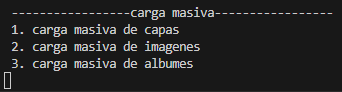 -----------------carga masiva-----------------
1. carga masiva de capas
2. carga masiva de imagenes
3. carga masiva de albumes